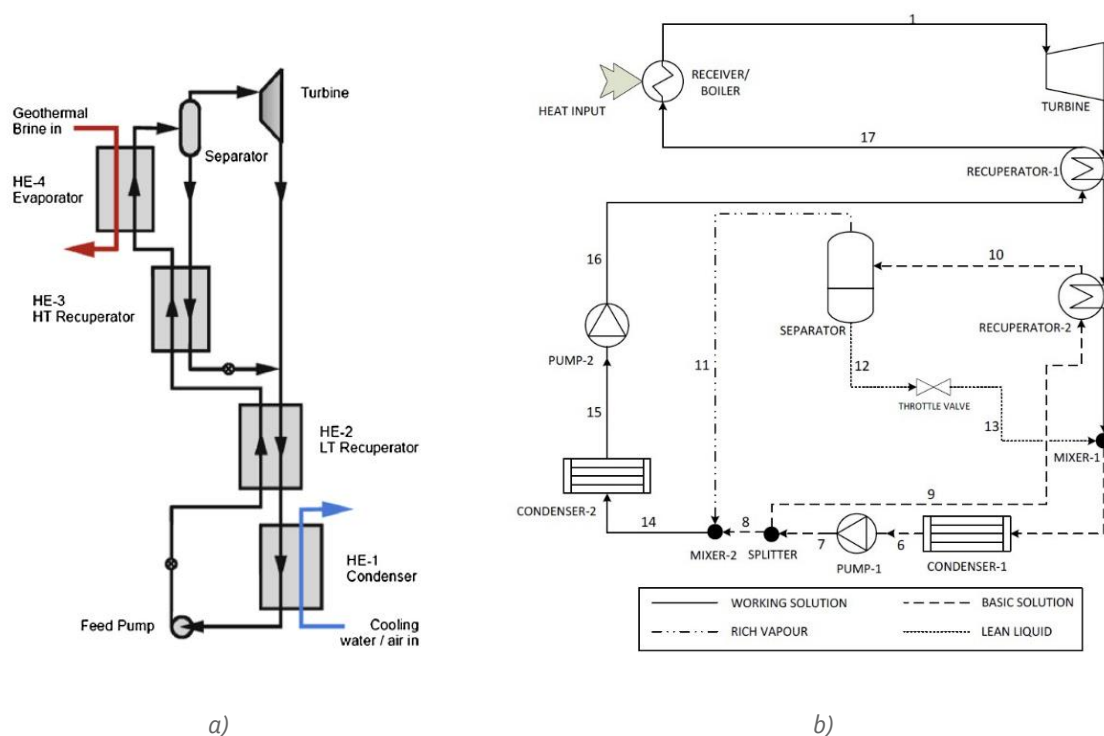 Geothermal
Brine in
Turbine
Separator
HE-4
Evaporator
HE-3
HT Recuperator
HE-2
LT Recuperator
HE-1
Condenser
Feed Pump
Cooling
water / air in
a)
1
RECEIVER/
BOILER
HEAT INPUT
TURBINE
17
RECUPERATOR-1
16
10
SEPARATOR
RECUPERATOR-2
PUMP-2
11
12
THROTTLE VALVE
15
13
MIXER-1
9
CONDENSER-2
14
8
7
6
MIXER-2
SPLITTER
PUMP-1
CONDENSER-1
WORKING SOLUTION
BASIC SOLUTION
RICH VAPOUR
LEAN LIQUID
b)